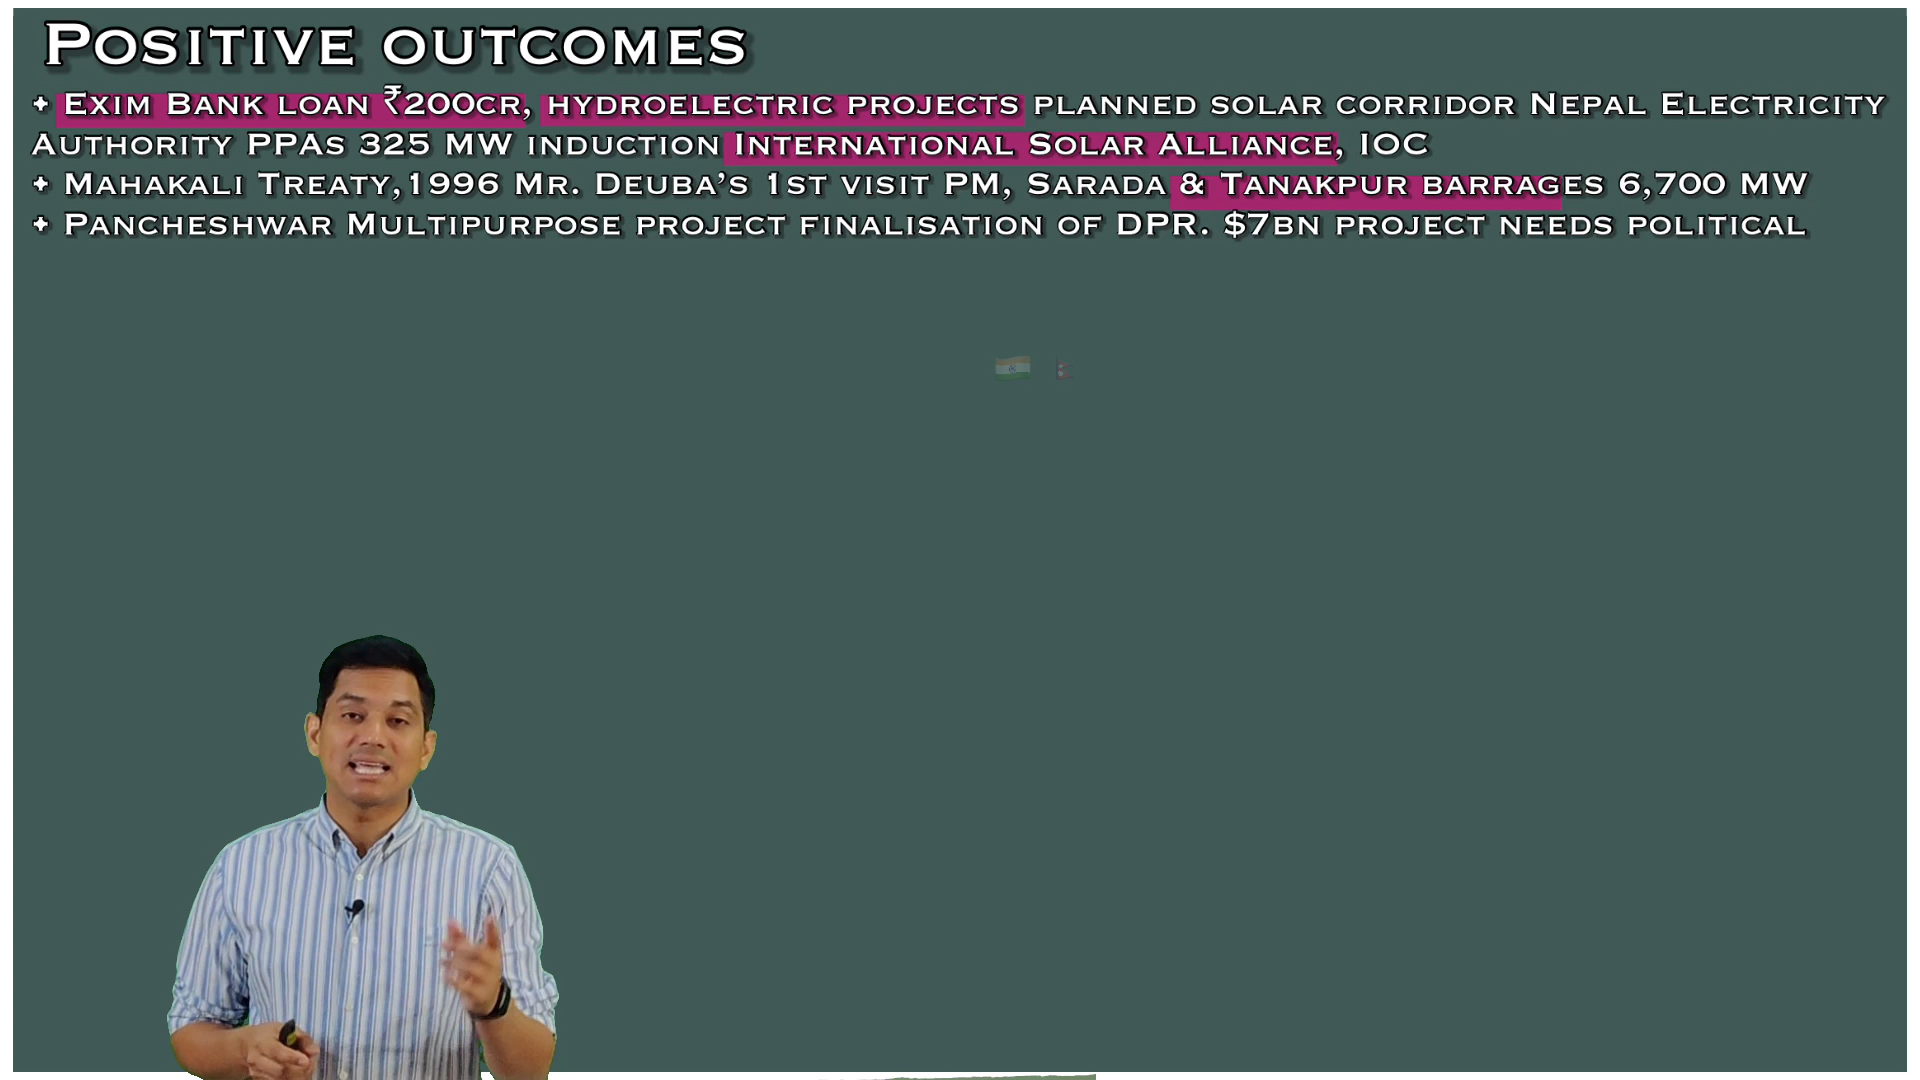 Positive outcomes
+ Exim Bank loan ₹200cr, hydroelectric projects planned solar corridor Nepal Electricity
Authority PPAs 325 MW induction International Solar Alliance, IOC
+ Mahakali Treaty,1996 Mr. Deuba's 1st visit PM, Sarada & Tanakpur barrages 6,700 MW
+ Pancheshwar Multipurpose project finalisation of DPR. $7bn project needs political